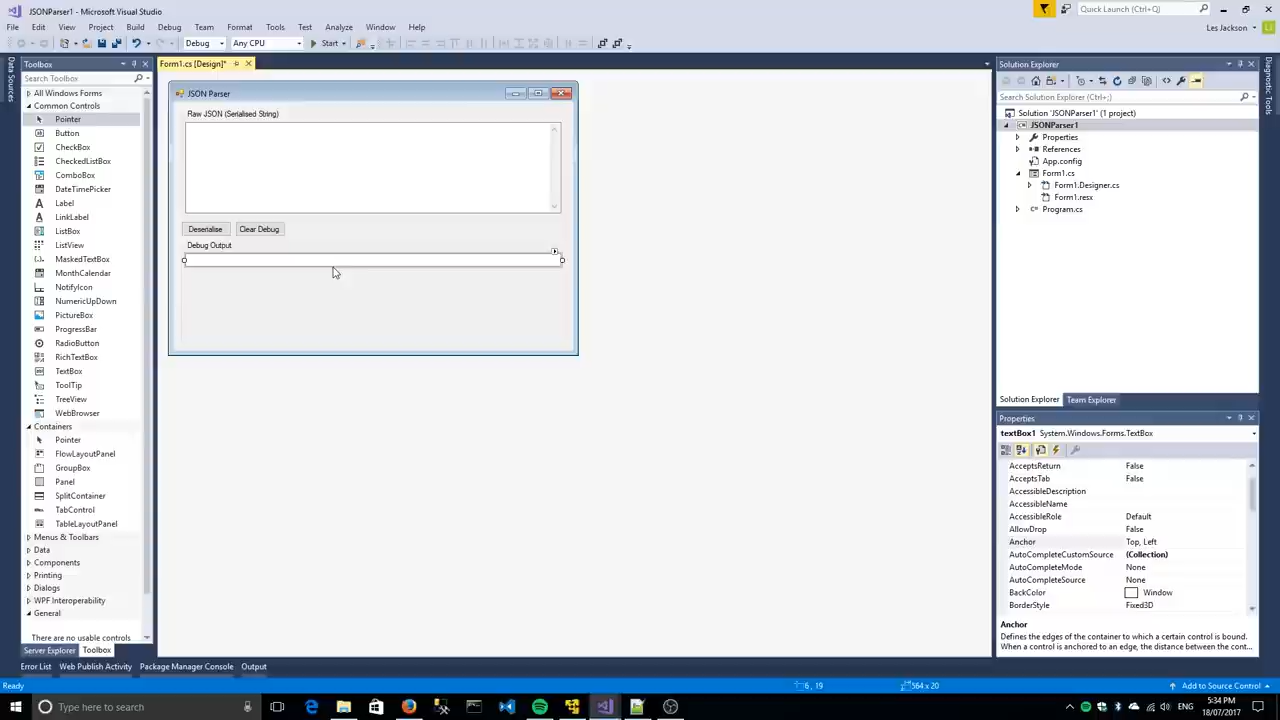 JSONParser1 - Microsoft Visual Studio
Quick Launch (Ctrl+Q)
File Edit View Project Build Debug Team Format Tools Test Analyze Window Help
Les Jackson
Debug Any CPU Start
Data Sources
Toolbox
Search Toolbox
All Windows Forms
Common Controls
Pointer
Button
CheckBox
CheckedListBox
ComboBox
DateTimePicker
Label
LinkLabel
ListBox
ListView
MaskedTextBox
MonthCalendar
NotifyIcon
NumericUpDown
PictureBox
ProgressBar
RadioButton
RichTextBox
TextBox
ToolTip
TreeView
WebBrowser
Containers
Pointer
FlowLayoutPanel
GroupBox
Panel
SplitContainer
TabControl
TableLayoutPanel
Menus & Toolbars
Data
Components
Printing
Dialogs
WPF Interoperability
General
There are no usable controls
Server Explorer Toolbox
Form1.cs [Design]*
JSON Parser
Raw JSON (Serialised String)
Deserialise Clear Debug
Debug Output
Solution Explorer
Search Solution Explorer (Ctrl+;)
Solution 'JSONParser1' (1 project)
JSONParser1
Properties
References
App.config
Form1.cs
Form1.Designer.cs
Form1.resx
Program.cs
Solution Explorer Team Explorer
Diagnostic Tools
Properties
textBox1 System.Windows.Forms.TextBox
AcceptsReturn False
AcceptsTab False
AccessibleDescription
AccessibleName
AccessibleRole Default
AllowDrop False
Anchor Top, Left
AutoCompleteCustomSource (Collection)
AutoCompleteMode None
AutoCompleteSource None
BackColor Window
BorderStyle Fixed3D
Anchor
Defines the edges of the container to which a certain control is bound.
When a control is anchored to an edge, the distance between the cont...
Error List Web Publish Activity Package Manager Console Output
Ready 6 , 19 564 x 20 Add to Source Control
Type here to search
ENG
5:34 PM
18/07/2017